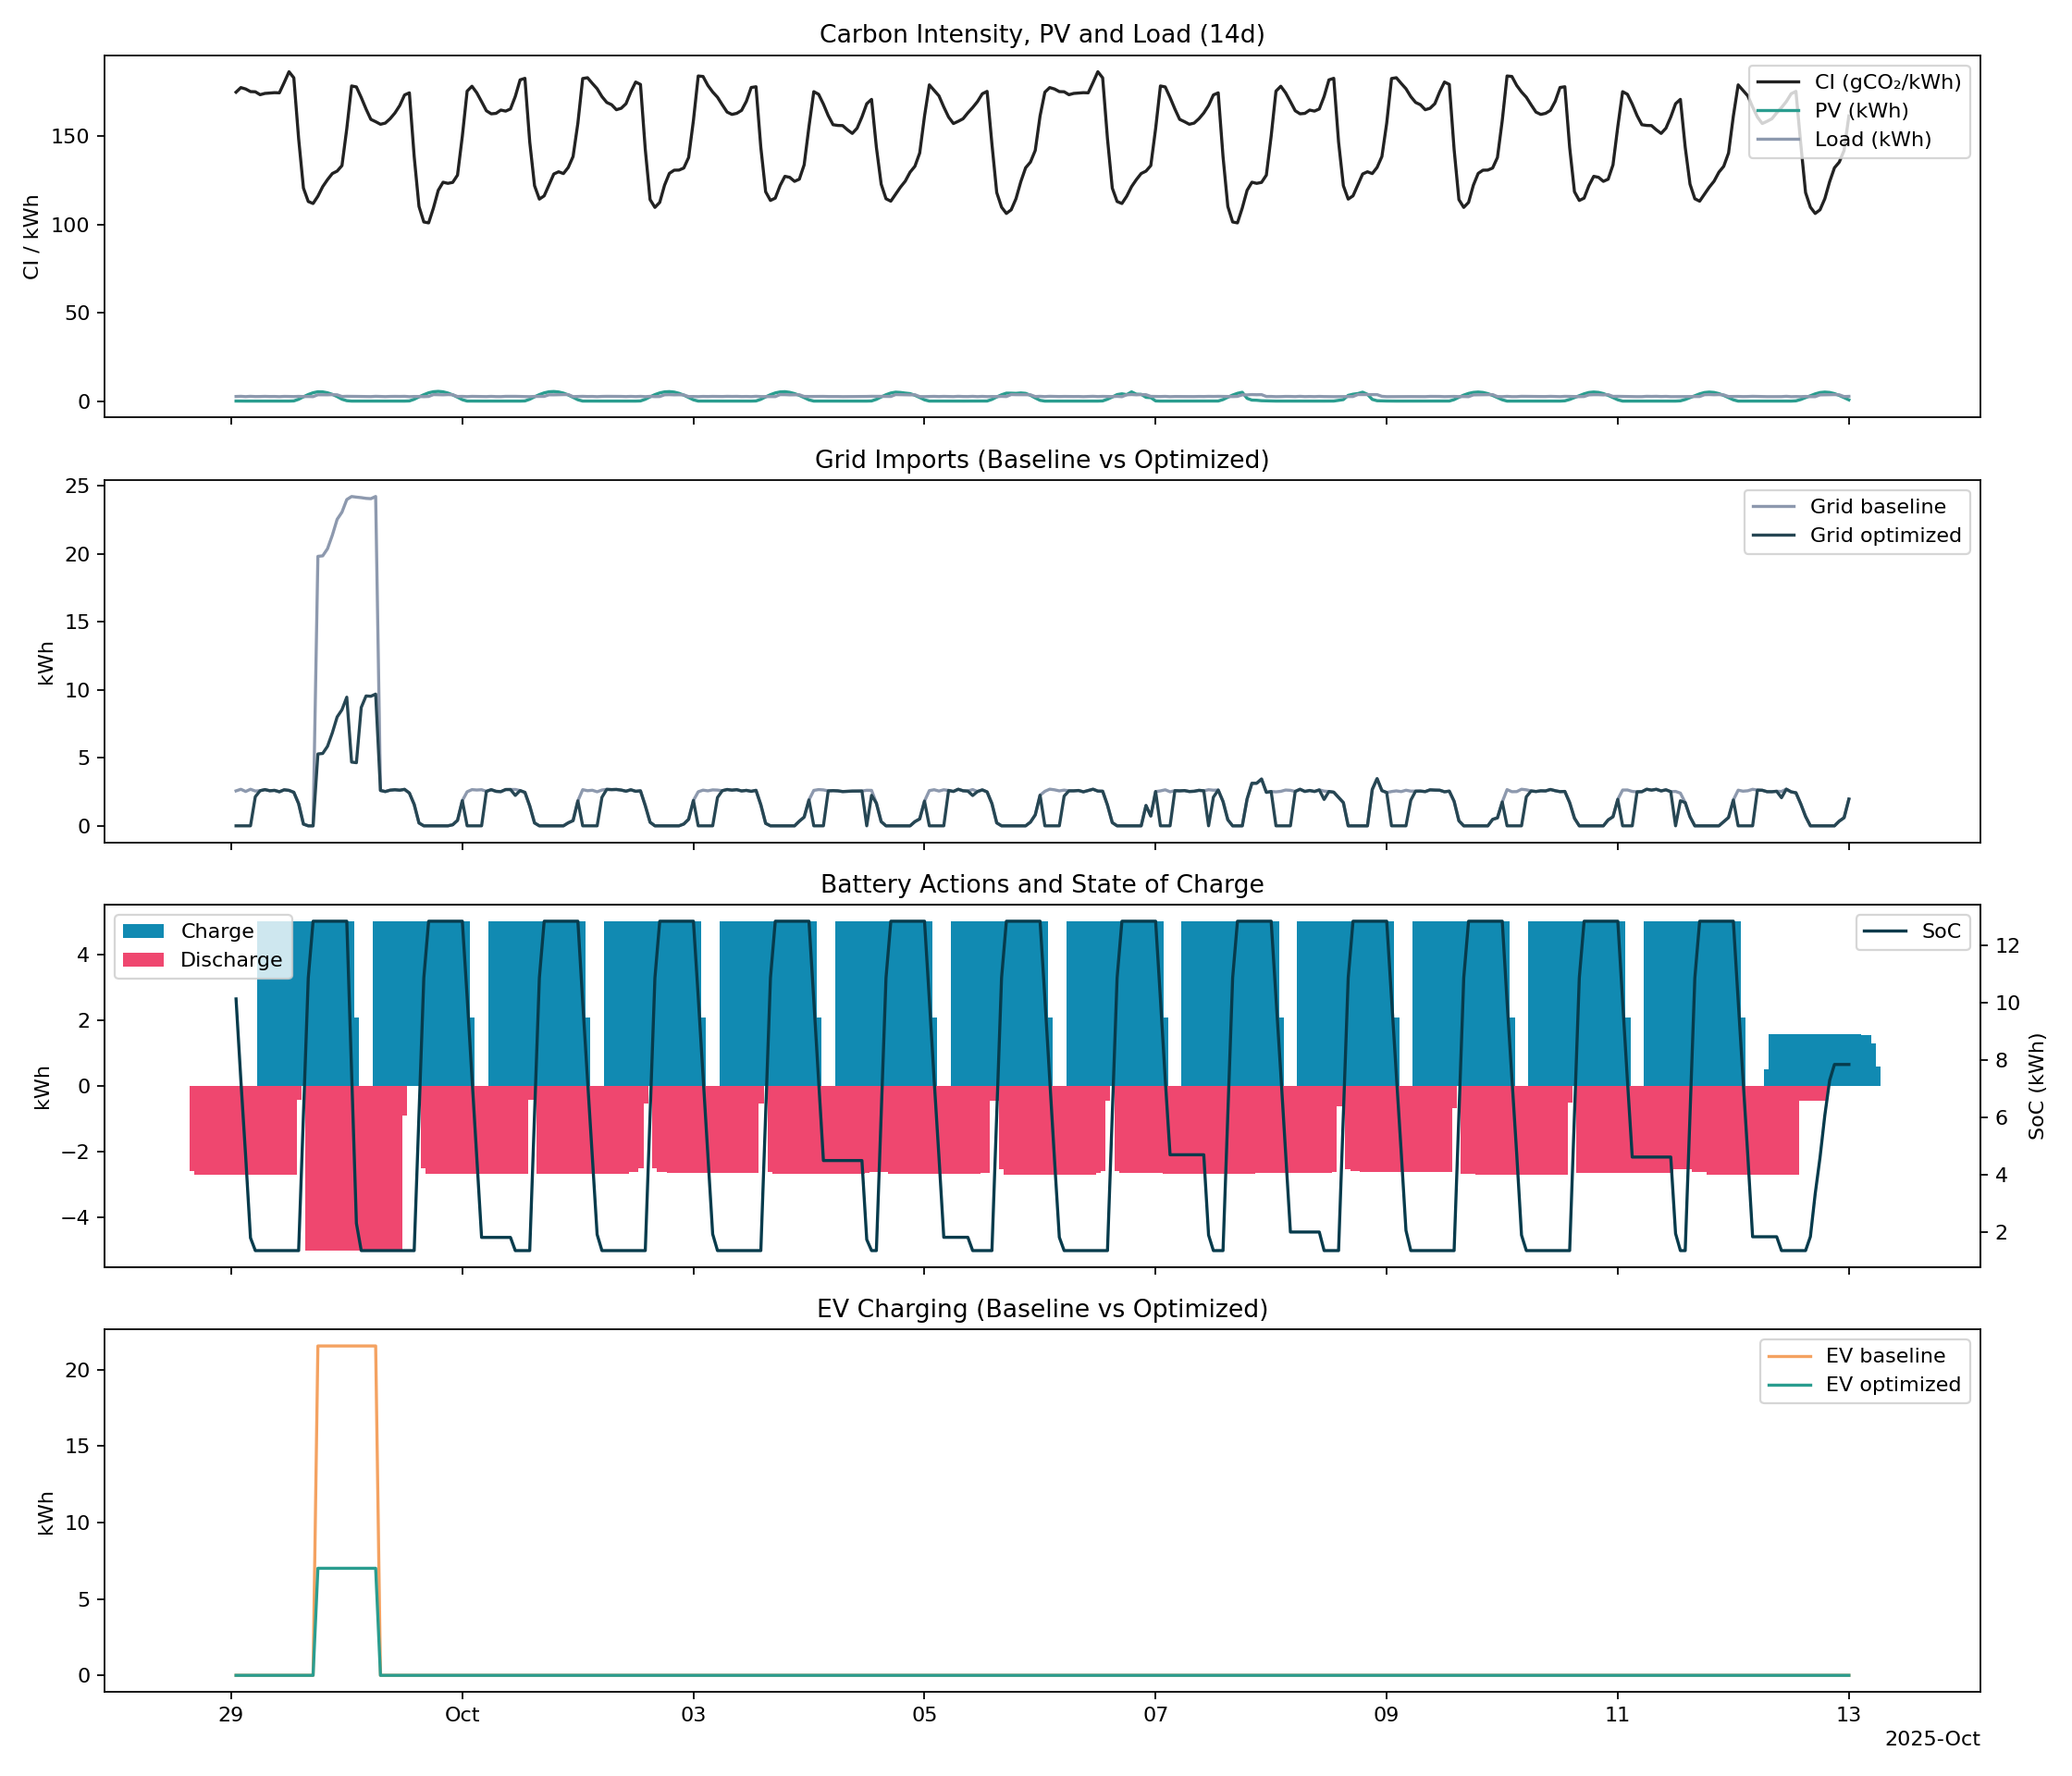 Carbon Intensity, PV and Load (14d)
CI / kWh
150
100
50
0
CI (gCO₂/kWh)
PV (kWh)
Load (kWh)
Grid Imports (Baseline vs Optimized)
kWh
25
20
15
10
5
0
Grid baseline
Grid optimized
Battery Actions and State of Charge
kWh
4
2
0
−2
−4
Charge
Discharge
SoC
12
10
8
6
4
2
SoC (kWh)
EV Charging (Baseline vs Optimized)
kWh
20
15
10
5
0
EV baseline
EV optimized
29 Oct 03 05 07 09 11 13
2025-Oct